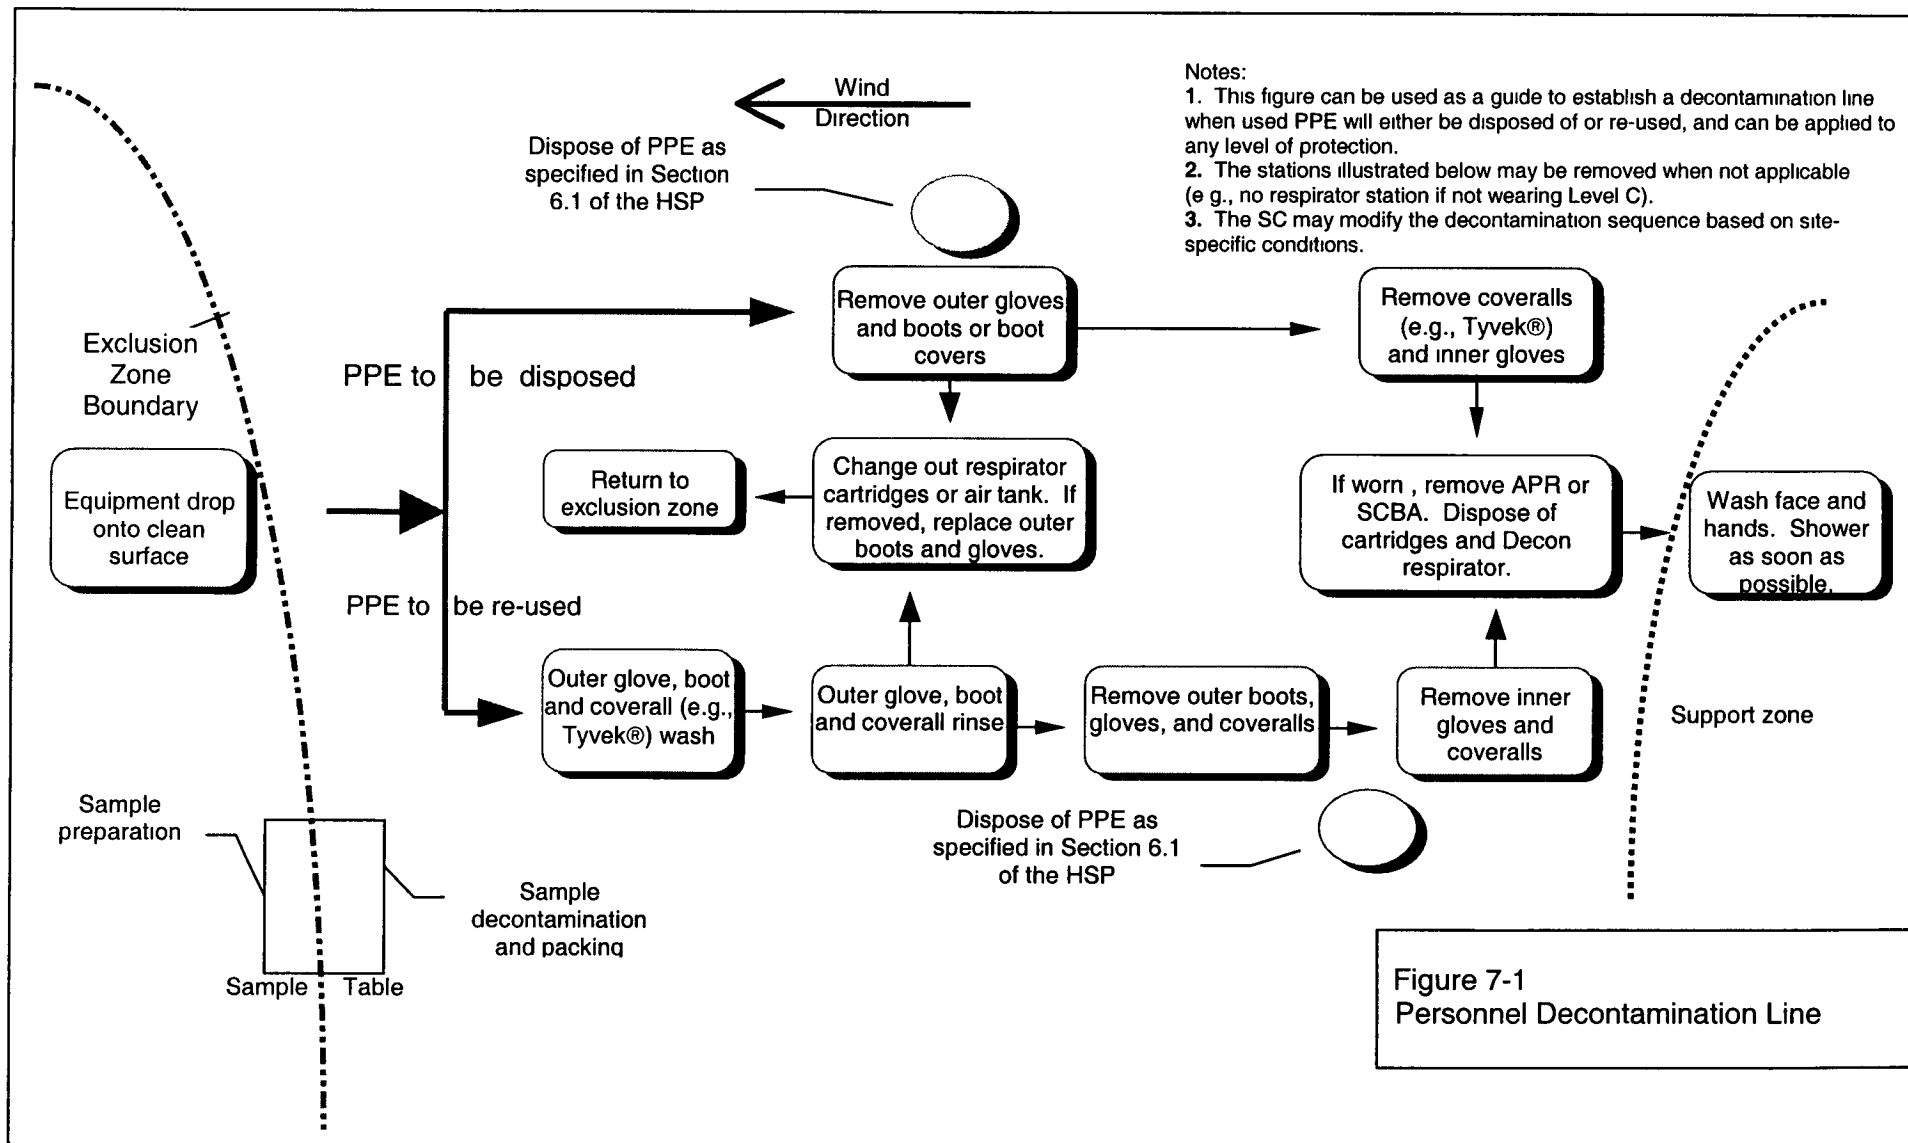 Wind
Direction
Notes:
1. This figure can be used as a guide to establish a decontamination line
when used PPE will either be disposed of or re-used, and can be applied to
any level of protection.
2. The stations illustrated below may be removed when not applicable
(e g., no respirator station if not wearing Level C).
3. The SC may modify the decontamination sequence based on site-
specific conditions.
Dispose of PPE as
specified in Section
6.1 of the HSP
Exclusion
Zone
Boundary
PPE to be disposed
Remove outer gloves
and boots or boot
covers
Remove coveralls
(e.g., Tyvek®)
and inner gloves
Equipment drop
onto clean
surface
Return to
exclusion zone
Change out respirator
cartridges or air tank. If
removed, replace outer
boots and gloves.
If worn , remove APR or
SCBA. Dispose of
cartridges and Decon
respirator.
Wash face and
hands. Shower
as soon as
possible.
PPE to be re-used
Outer glove, boot
and coverall (e.g.,
Tyvek®) wash
Outer glove, boot
and coverall rinse
Remove outer boots,
gloves, and coveralls
Remove inner
gloves and
coveralls
Support zone
Sample
preparation
Sample
decontamination
and packing
Sample Table
Dispose of PPE as
specified in Section 6.1
of the HSP
Figure 7-1
Personnel Decontamination Line